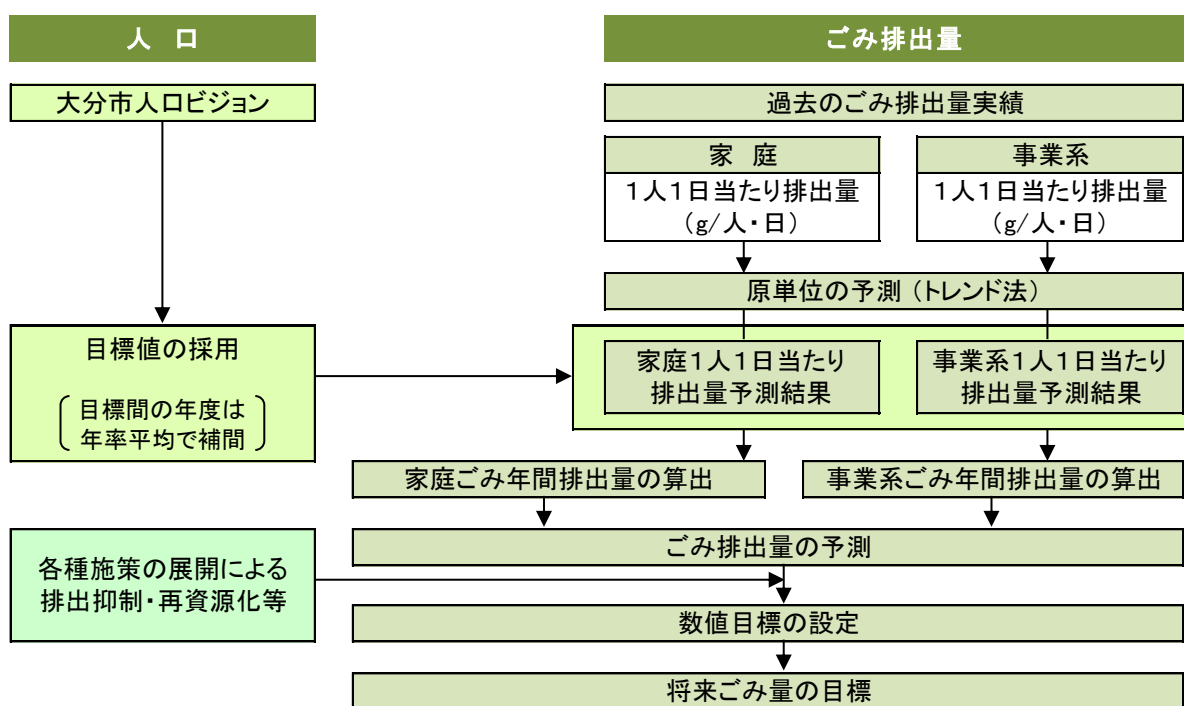 人 口
ごみ排出量
大分市人口ビジョン
過去のごみ排出量実績
家 庭
1人1日当たり排出量
(g/人・日)
事業系
1人1日当たり排出量
(g/人・日)
原単位の予測(トレンド法)
目標値の採用
目標間の年度は
年率平均で補間
家庭1人1日当たり
排出量予測結果
事業系1人1日当たり
排出量予測結果
家庭ごみ年間排出量の算出
事業系ごみ年間排出量の算出
ごみ排出量の予測
各種施策の展開による
排出抑制・再資源化等
数値目標の設定
将来ごみ量の目標